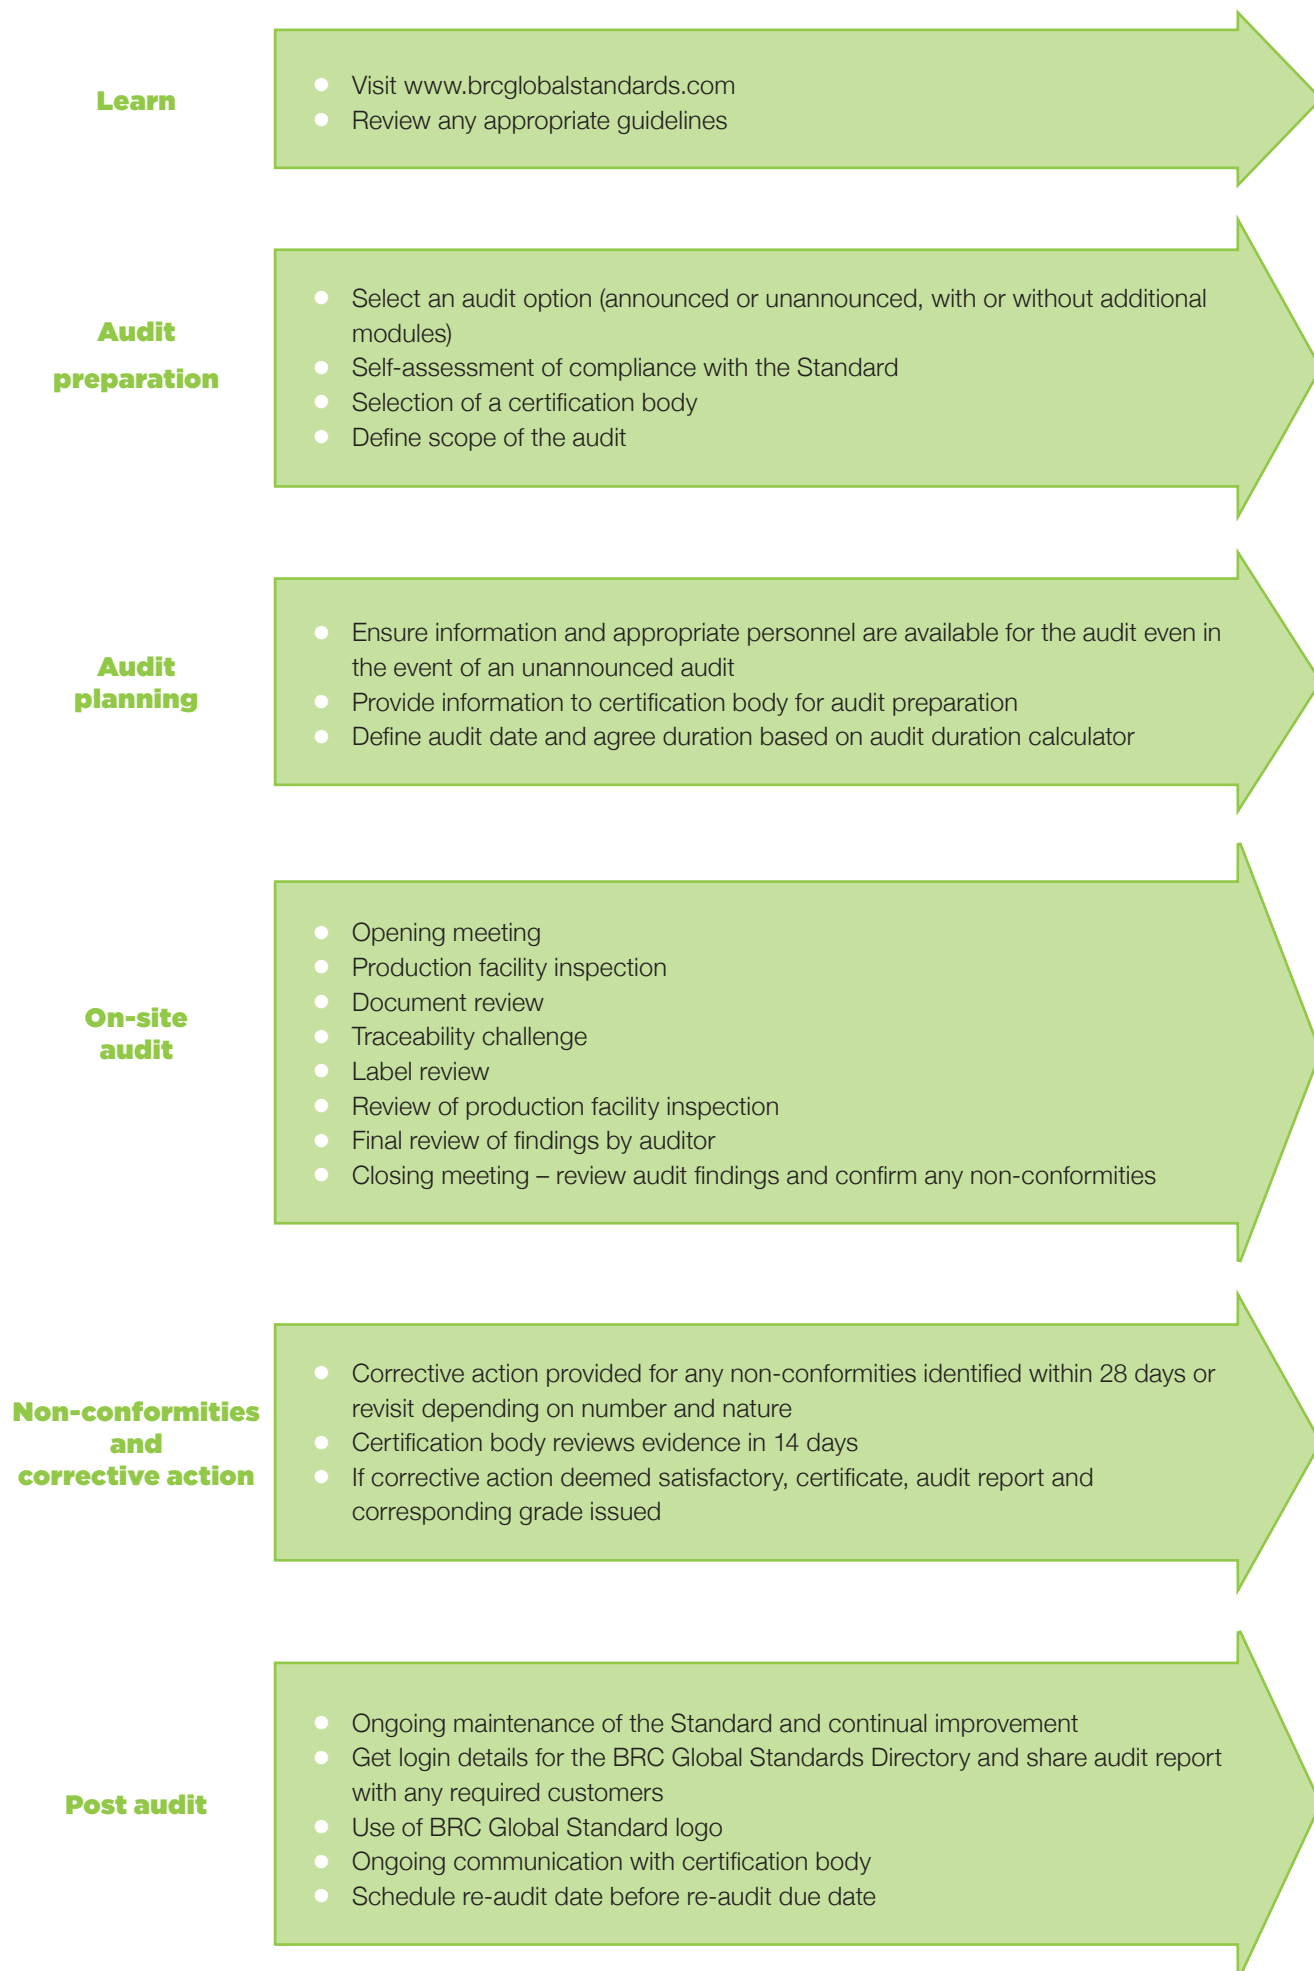 Learn
Visit www.brcglobalstandards.com
Review any appropriate guidelines
Audit
preparation
Select an audit option (announced or unannounced, with or without additional
modules)
Self-assessment of compliance with the Standard
Selection of a certification body
Define scope of the audit
Audit
planning
Ensure information and appropriate personnel are available for the audit even in
the event of an unannounced audit
Provide information to certification body for audit preparation
Define audit date and agree duration based on audit duration calculator
On-site
audit
Opening meeting
Production facility inspection
Document review
Traceability challenge
Label review
Review of production facility inspection
Final review of findings by auditor
Closing meeting – review audit findings and confirm any non-conformities
Non-conformities
and
corrective action
Corrective action provided for any non-conformities identified within 28 days or
revisit depending on number and nature
Certification body reviews evidence in 14 days
If corrective action deemed satisfactory, certificate, audit report and
corresponding grade issued
Post audit
Ongoing maintenance of the Standard and continual improvement
Get login details for the BRC Global Standards Directory and share audit report
with any required customers
Use of BRC Global Standard logo
Ongoing communication with certification body
Schedule re-audit date before re-audit due date